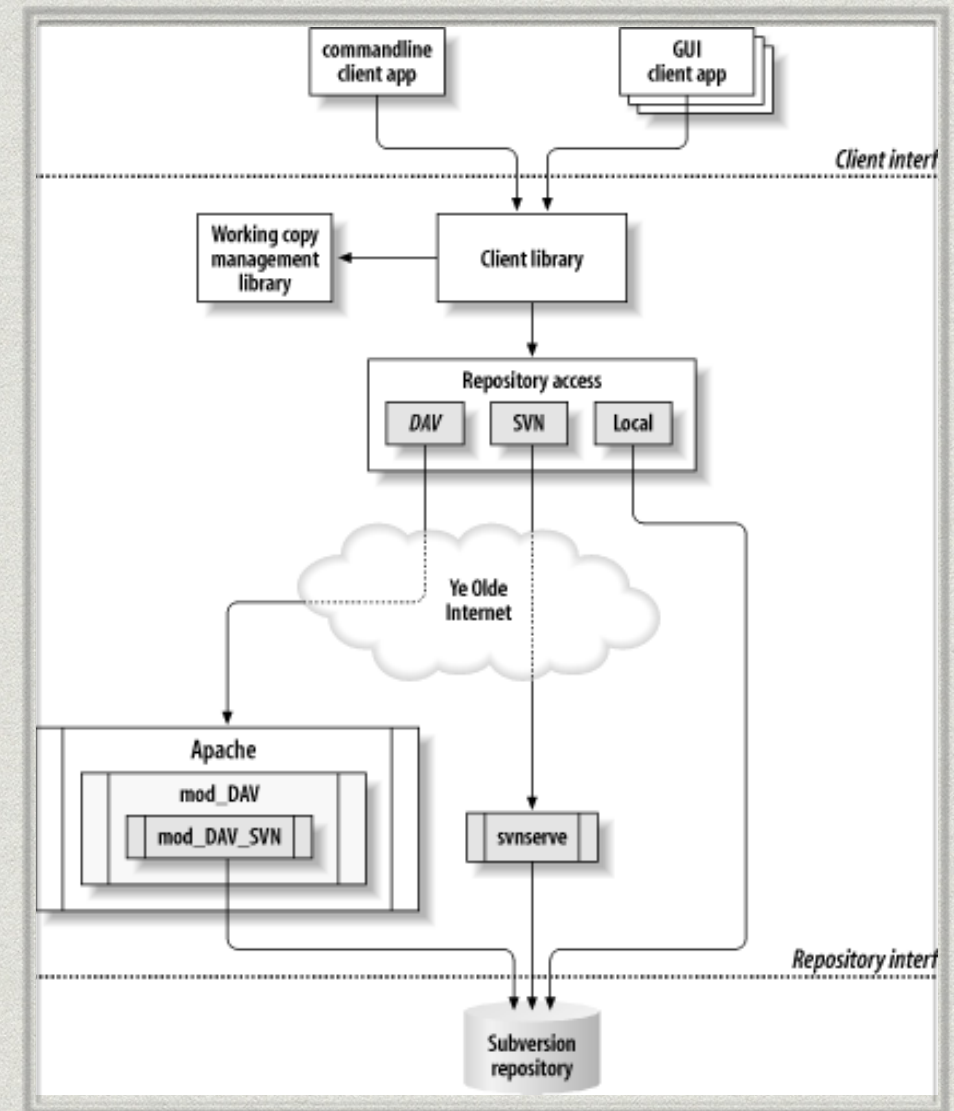 commandline
client app
GUI
client app
Client interf
Working copy
management
library
Client library
Repository access
DAV
SVN
Local
Ye Olde
Internet
Apache
mod_DAV
mod_DAV_SVN
svnserve
Repository interf
Subversion
repository